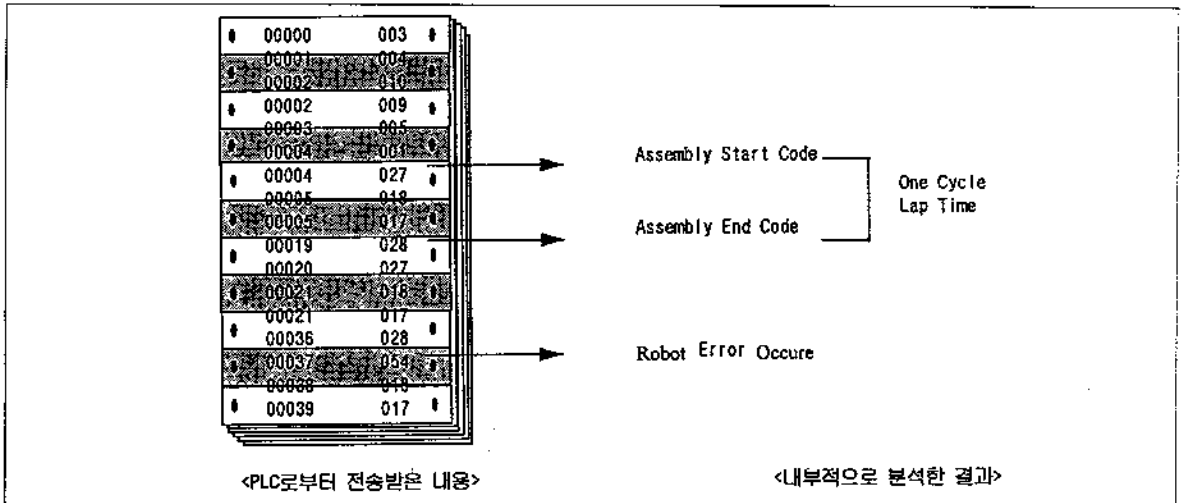 00000 003
00001 004
00002 010
00002 009
00003 005
00004 001
00004 027
00005 018
00005 017
00019 028
00020 027
00021 018
00021 017
00036 028
00037 054
00038 018
00039 017
Assembly Start Code
Assembly End Code
One Cycle
Lap Time
Robot Error Occure
<PLC로부터 전송받은 내용>
<내부적으로 분석한 결과>